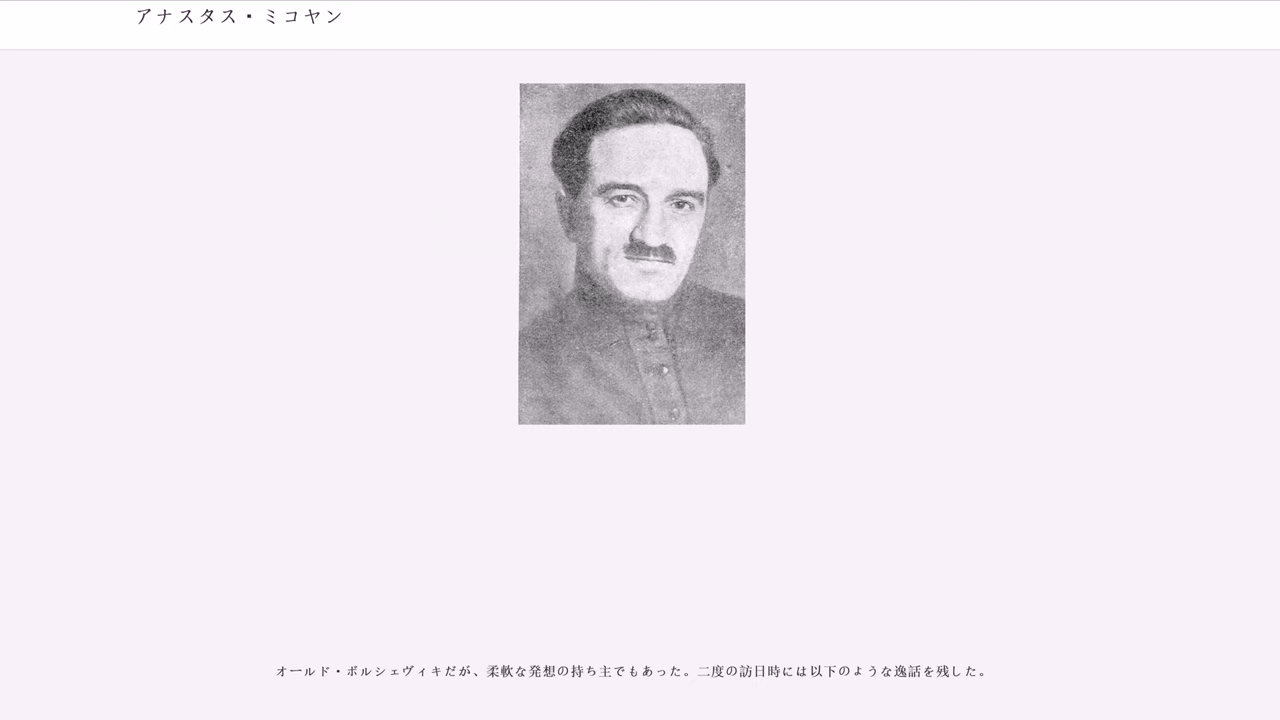 アナスタス・ミコヤン
オールド・ボルシェヴィキだが、柔軟な発想の持ち主でもあった。二度の訪日時には以下のような逸話を残した。